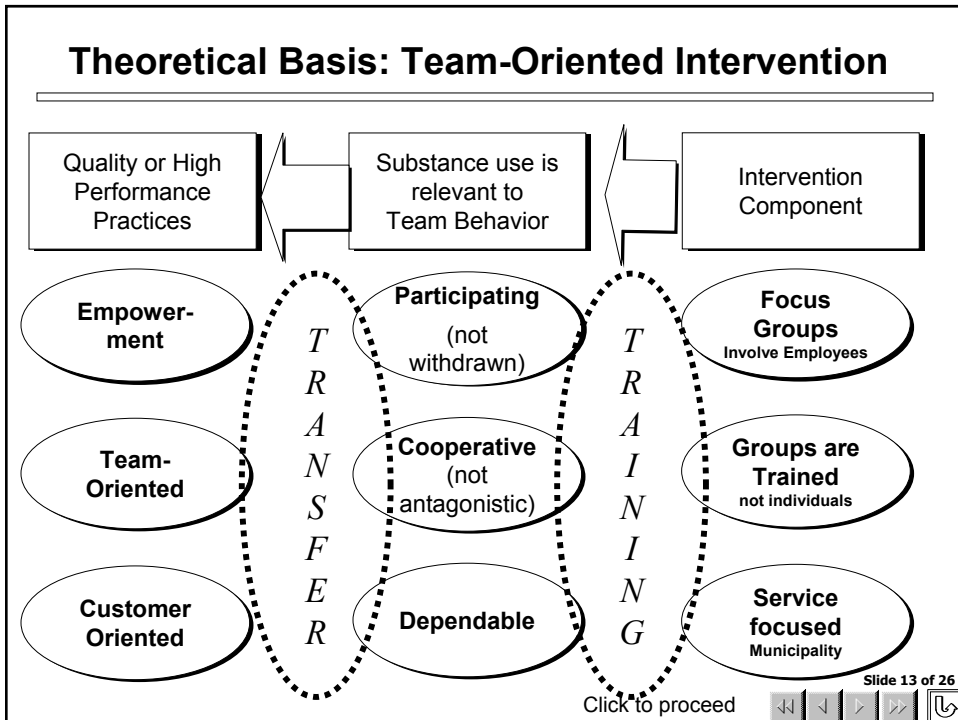 Theoretical Basis: Team-Oriented Intervention
Quality or High
Performance
Practices
Substance use is
relevant to
Team Behavior
Intervention
Component
Empower-
ment
Team-
Oriented
Customer
Oriented
T
R
A
N
S
F
E
R
Participating
(not
withdrawn)
Cooperative
(not
antagonistic)
Dependable
T
R
A
I
N
I
N
G
Focus
Groups
Involve Employees
Groups are
Trained
not individuals
Service
focused
Municipality
Slide 13 of 26
Click to proceed